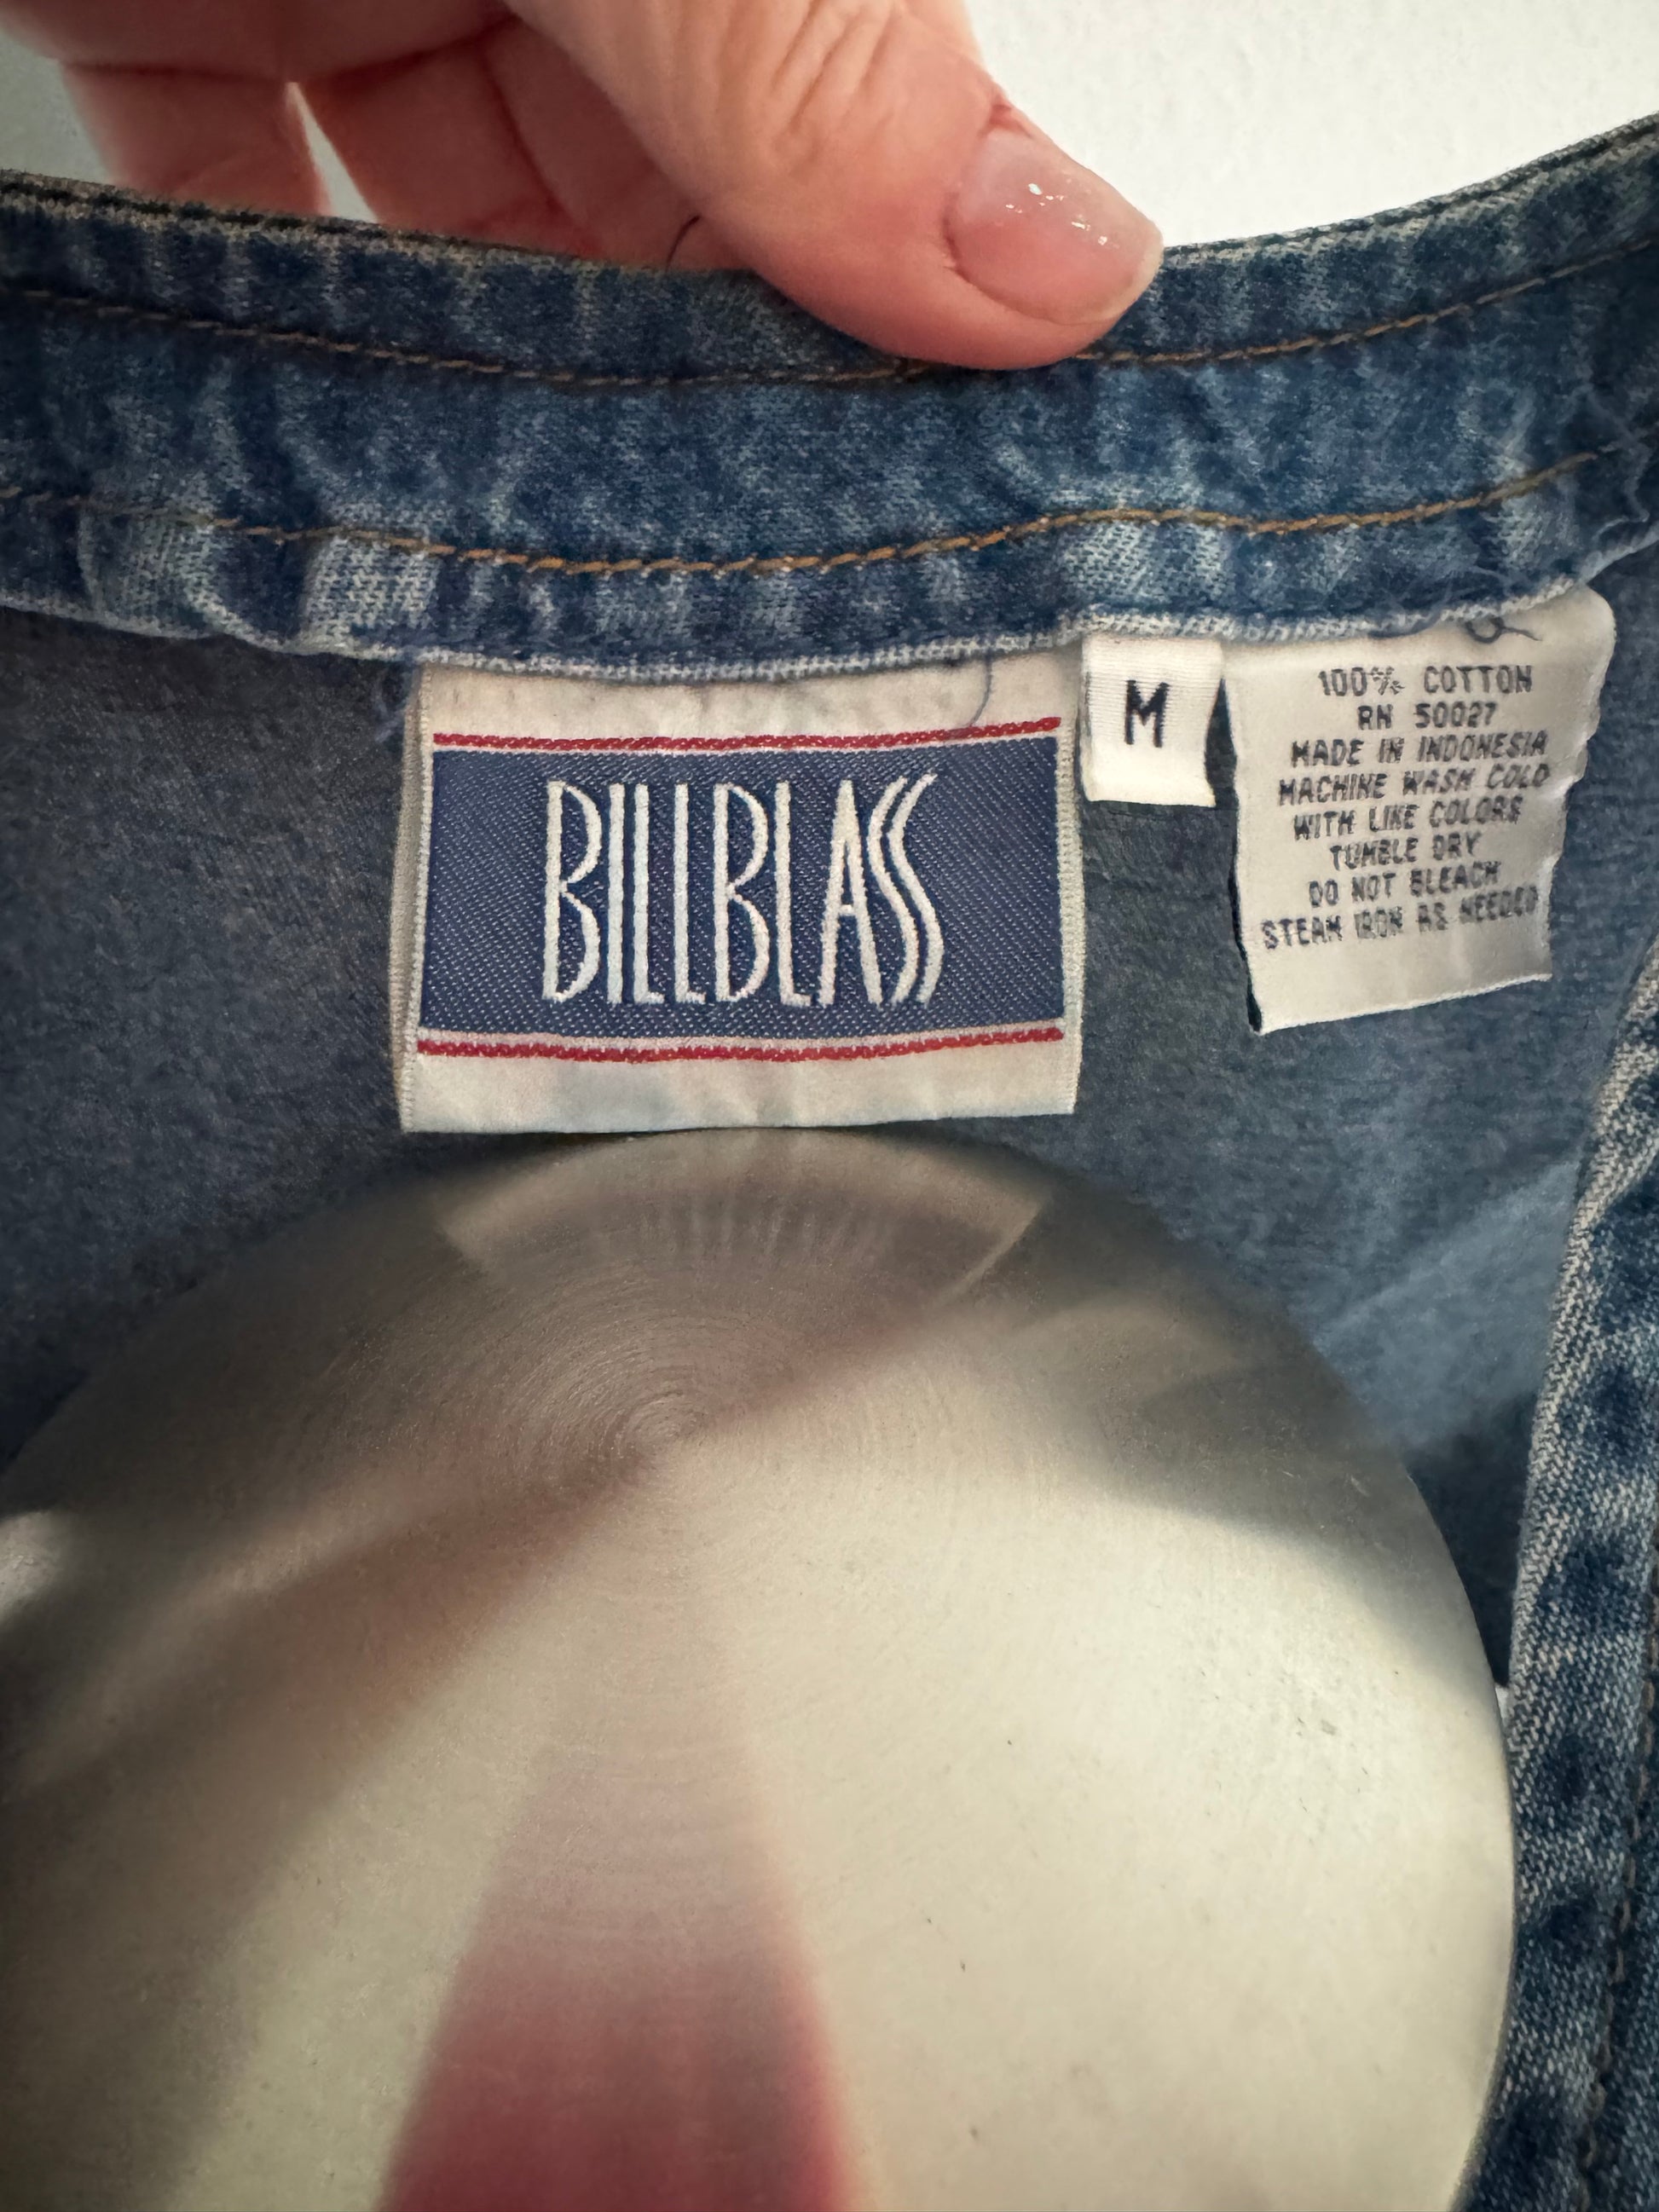 BILLBLASS
M
100% COTTON
RN 50027
MADE IN INDONESIA
MACHINE WASH COLD
WITH LIKE COLORS
TUMBLE DRY
DO NOT BLEACH
STEAM IRON AS NEEDED